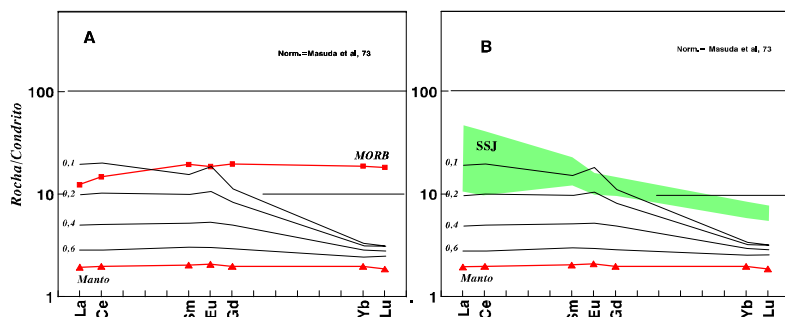 A
Norm.=Masuda et al, 73
100
10
1
Rocha/Condrito
MORB
0,1
0,2
0,4
0,6
Manto
La
Ce
Sm
Eu
Gd
Yb
Lu
B
Norm.= Masuda et al, 73
100
10
1
SSJ
0,1
0,2
0,4
0,6
Manto
La
Ce
Sm
Eu
Gd
Yb
Lu